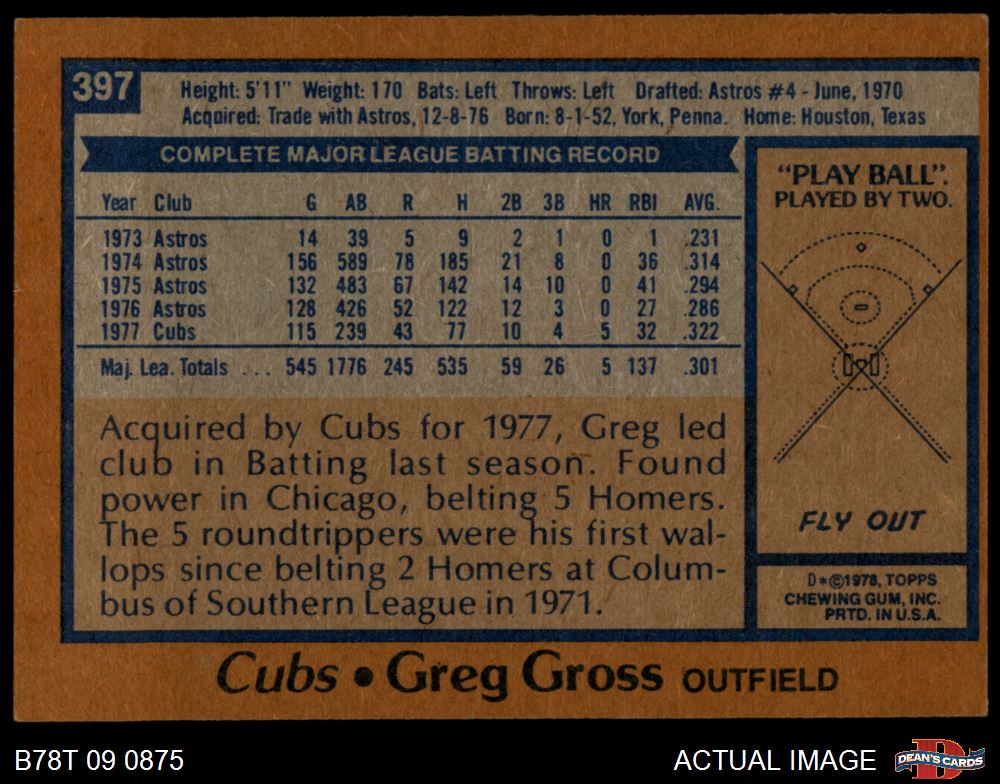 397
Height: 5'11" Weight: 170 Bats: Left Throws: Left Drafted: Astros #4 - June, 1970
Acquired: Trade with Astros, 12-8-76 Born: 8-1-52, York, Penna. Home: Houston, Texas
COMPLETE MAJOR LEAGUE BATTING RECORD
Year Club G AB R H 2B 3B HR RBI AVG.
1973 Astros 14 39 5 9 2 1 0 1 .231
1974 Astros 156 589 78 185 21 8 0 36 .314
1975 Astros 132 483 67 142 14 10 0 41 .294
1976 Astros 128 426 52 122 12 3 0 27 .286
1977 Cubs 115 239 43 77 10 4 5 32 .322
Maj. Lea. Totals ... 545 1776 245 535 59 26 5 137 .301
Acquired by Cubs for 1977, Greg led
club in Batting last season. Found
power in Chicago, belting 5 Homers.
The 5 roundtrippers were his first wal-
lops since belting 2 Homers at Colum-
bus of Southern League in 1971.
"PLAY BALL".
PLAYED BY TWO.
FLY OUT
D*©1978, TOPPS
CHEWING GUM, INC.
PRTD. IN U.S.A.
Cubs • Greg Gross OUTFIELD
B78T 09 0875
ACTUAL IMAGE
DEAN'S CARDS